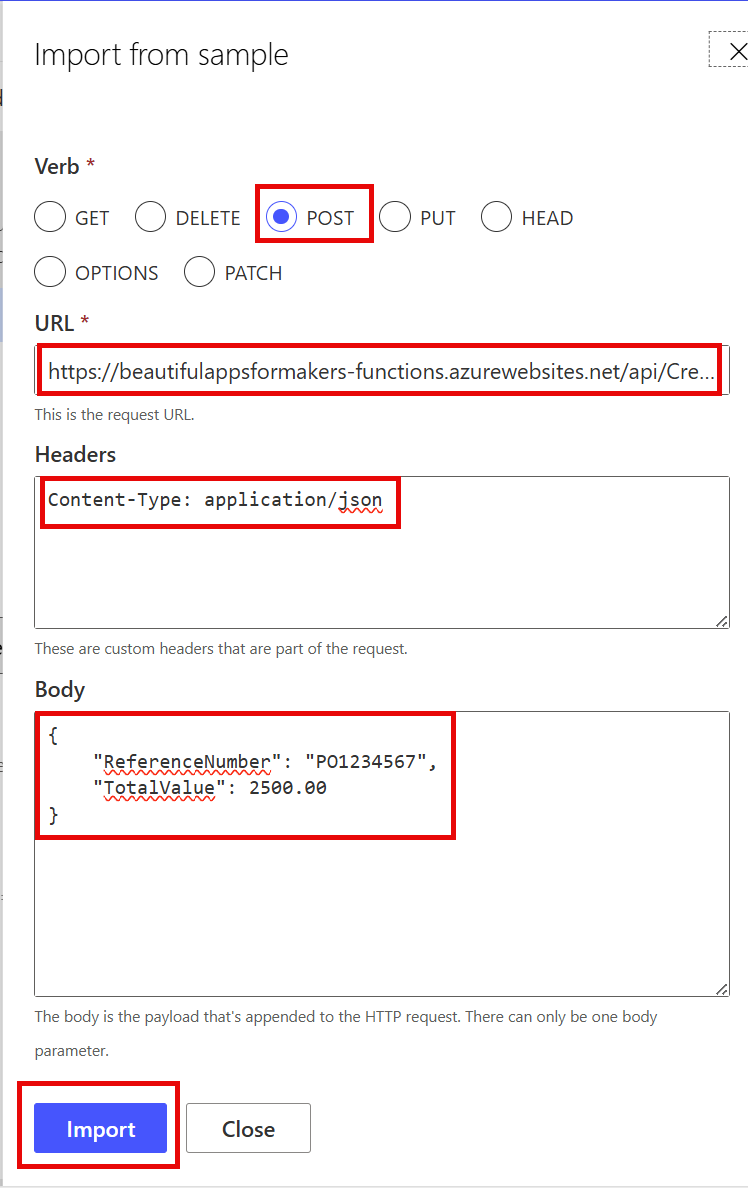 Import from sample
Verb *
GET DELETE POST PUT HEAD
OPTIONS PATCH
URL *
https://beautifulappsformakers-functions.azurewebsites.net/api/Cre...
This is the request URL.
Headers
Content-Type: application/json
These are custom headers that are part of the request.
Body
{
    "ReferenceNumber": "PO1234567",
    "TotalValue": 2500.00
}
The body is the payload that's appended to the HTTP request. There can only be one body
parameter.
Import Close